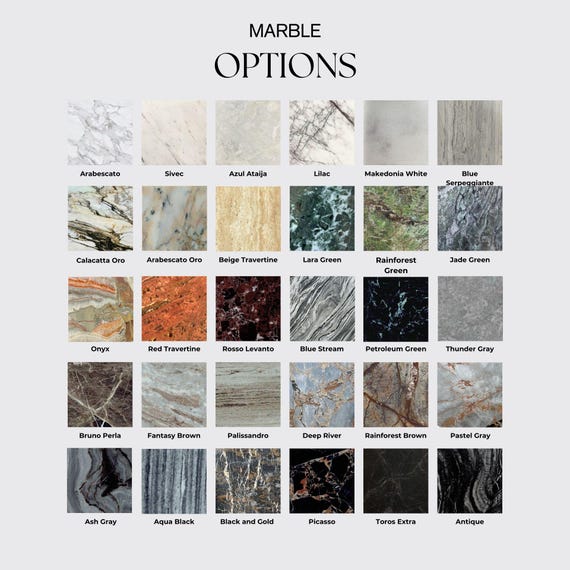 MARBLE
OPTIONS
Arabescato
Sivec
Azul Ataija
Lilac
Makedonia White
Blue
Serpeggiante
Calacatta Oro
Arabescato Oro
Beige Travertine
Lara Green
Rainforest
Green
Jade Green
Onyx
Red Travertine
Rosso Levanto
Blue Stream
Petroleum Green
Thunder Gray
Bruno Perla
Fantasy Brown
Palissandro
Deep River
Rainforest Brown
Pastel Gray
Ash Gray
Aqua Black
Black and Gold
Picasso
Toros Extra
Antique